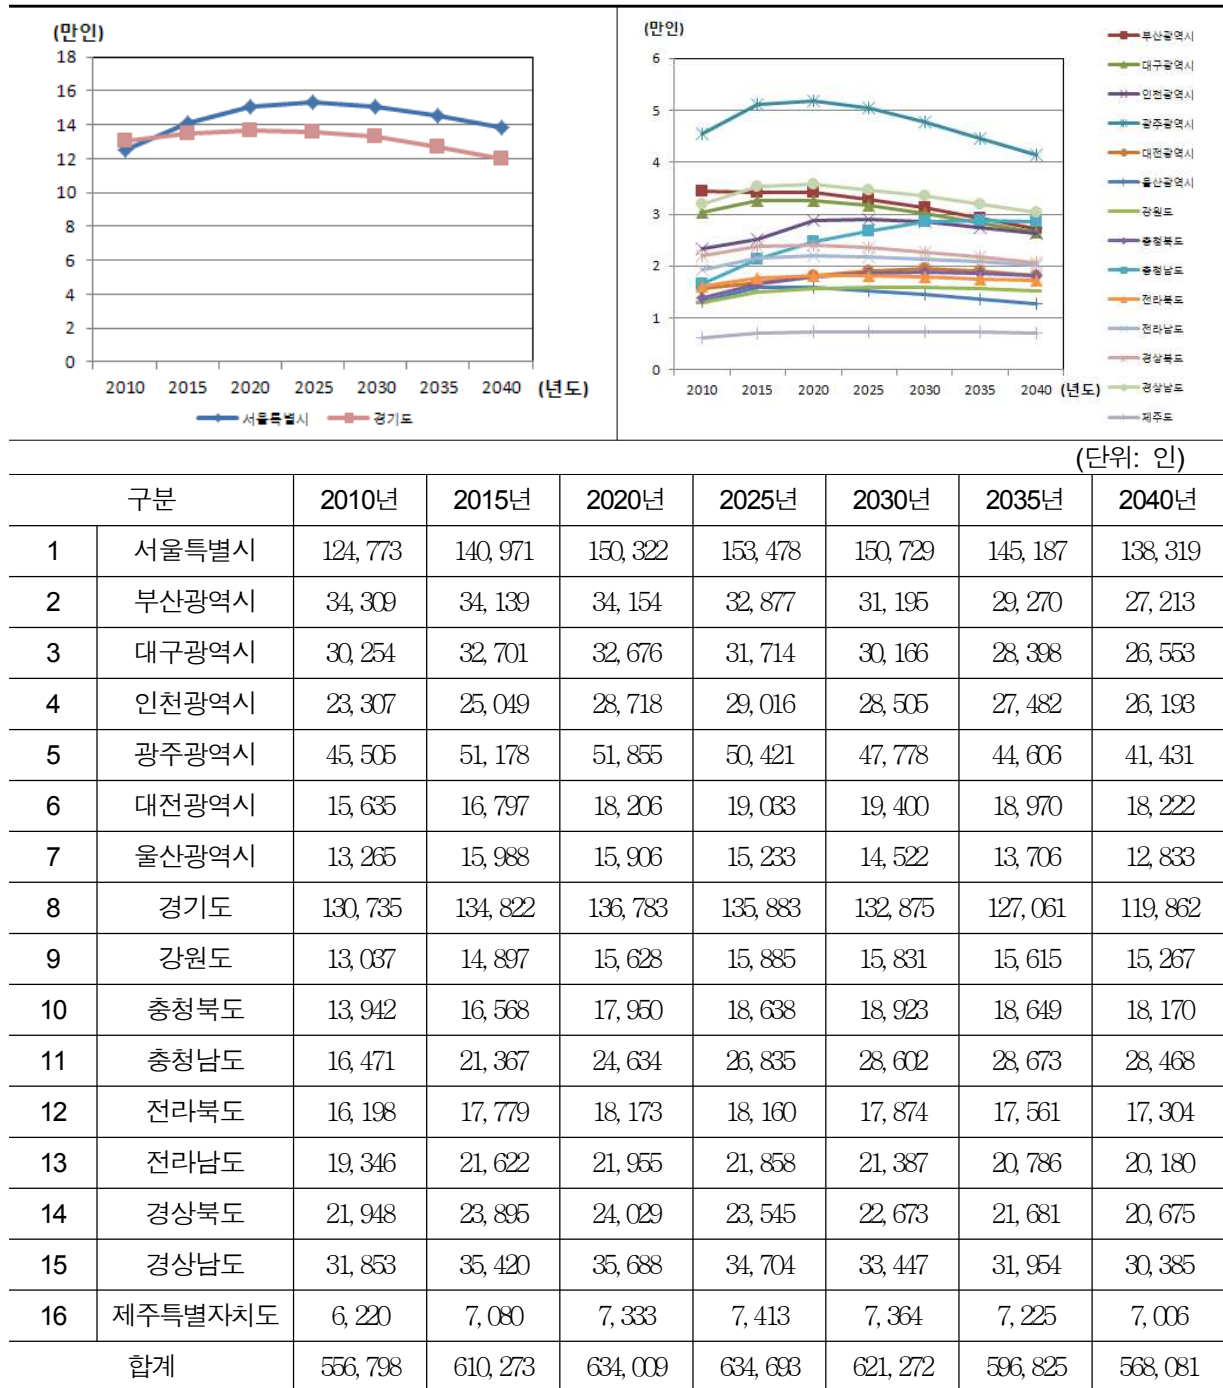 (만인)
18
16
14
12
10
8
6
4
2
0
2010 2015 2020 2025 2030 2035 2040 (년도)
서울특별시 경기도
(만인)
6
5
4
3
2
1
0
2010 2015 2020 2025 2030 2035 2040 (년도)
부산광역시
대구광역시
인천광역시
광주광역시
대전광역시
울산광역시
강원도
충청북도
충청남도
전라북도
전라남도
경상북도
경상남도
제주도
(단위: 인)
구분 2010년 2015년 2020년 2025년 2030년 2035년 2040년
1 서울특별시 124,773 140,971 150,322 153,478 150,729 145,187 138,319
2 부산광역시 34,309 34,139 34,154 32,877 31,195 29,270 27,213
3 대구광역시 30,254 32,701 32,676 31,714 30,166 28,398 26,553
4 인천광역시 23,307 25,049 28,718 29,016 28,505 27,482 26,193
5 광주광역시 45,505 51,178 51,855 50,421 47,778 44,606 41,431
6 대전광역시 15,635 16,797 18,206 19,033 19,400 18,970 18,222
7 울산광역시 13,265 15,988 15,906 15,233 14,522 13,706 12,833
8 경기도 130,735 134,822 136,783 135,883 132,875 127,061 119,862
9 강원도 13,037 14,897 15,628 15,885 15,831 15,615 15,267
10 충청북도 13,942 16,568 17,950 18,638 18,923 18,649 18,170
11 충청남도 16,471 21,367 24,634 26,835 28,602 28,673 28,468
12 전라북도 16,198 17,779 18,173 18,160 17,874 17,561 17,304
13 전라남도 19,346 21,622 21,955 21,858 21,387 20,786 20,180
14 경상북도 21,948 23,895 24,029 23,545 22,673 21,681 20,675
15 경상남도 31,853 35,420 35,688 34,704 33,447 31,954 30,385
16 제주특별자치도 6,220 7,080 7,333 7,413 7,364 7,225 7,006
합계 556,798 610,273 634,009 634,693 621,272 596,825 568,081